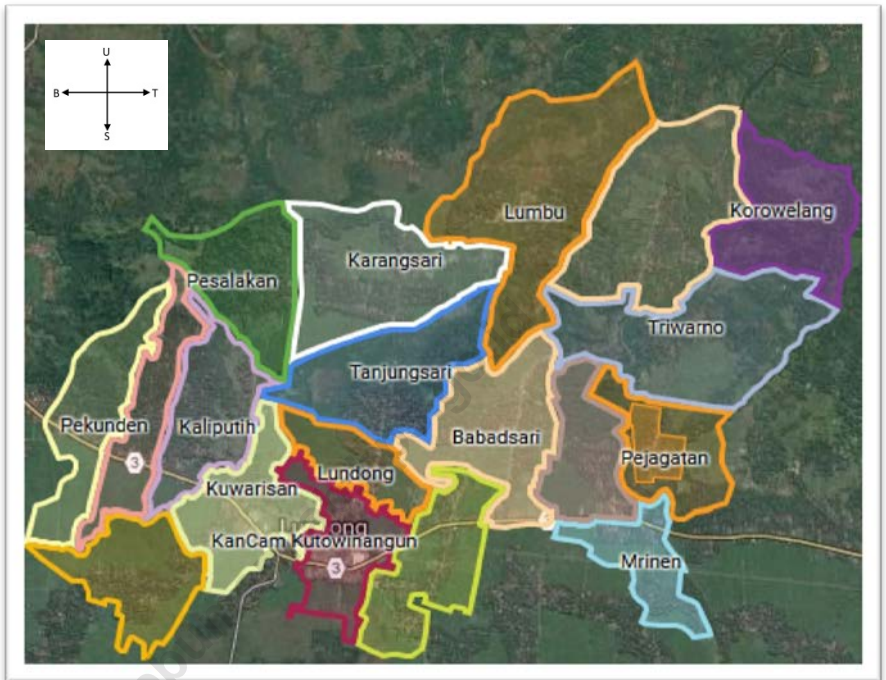 U
B T
S
Lumbu
Korowelang
Karangsari
Pesalakan
Triwarno
Tanjungsari
Pekunden
Kaliputih
Babadsari
Pejagatan
3
Lundong
Kuwarisan
KanCam Kutowinangun
3
Mrinen